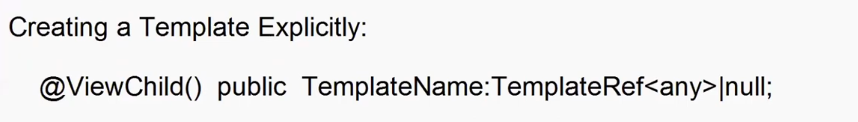 Creating a Template Explicitly:
@ViewChild() public TemplateName:TemplateRef<any>|null;